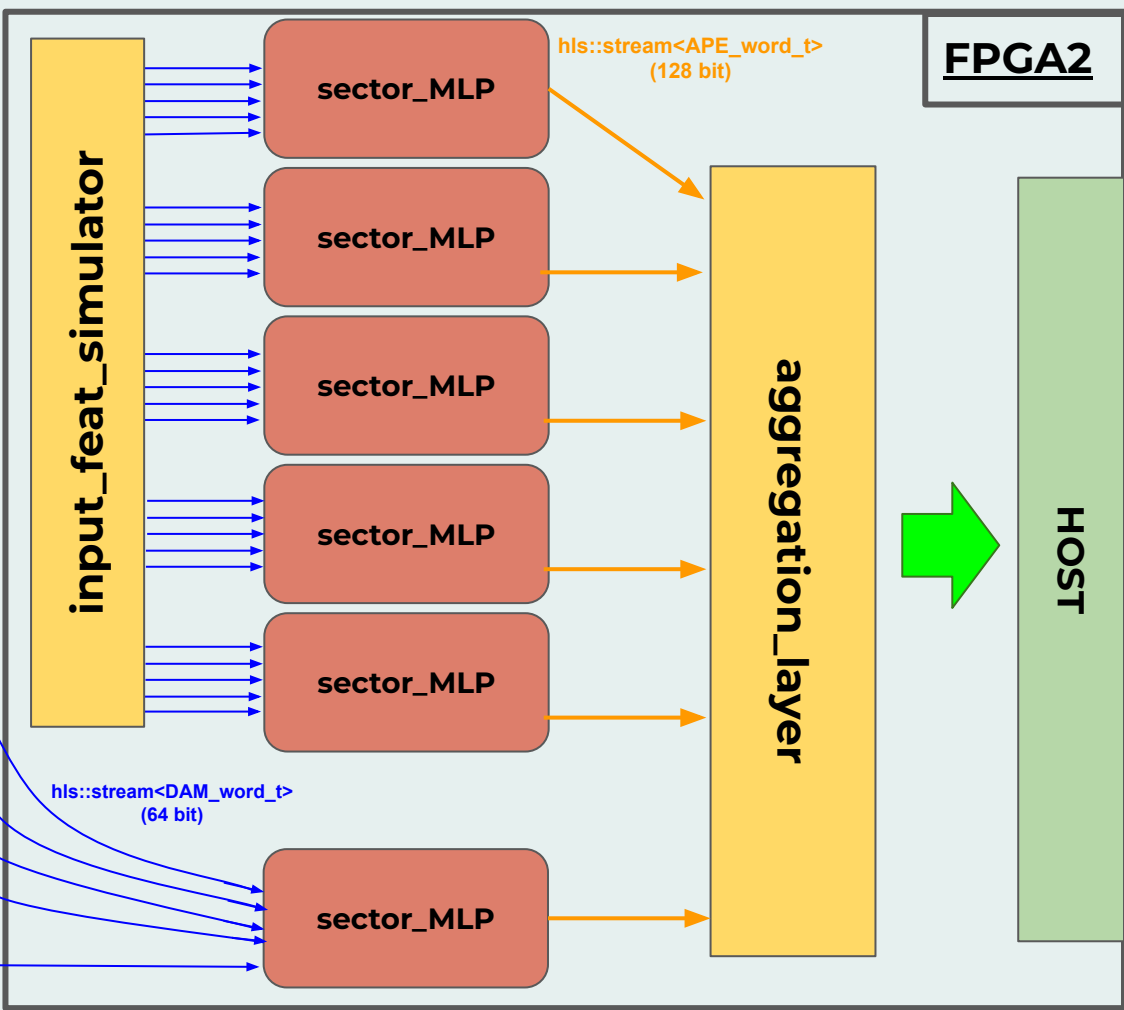 FPGA2
hls::stream<APE_word_t>
(128 bit)
input_feat_simulator
sector_MLP
sector_MLP
sector_MLP
sector_MLP
sector_MLP
aggregation_layer
HOST
hls::stream<DAM_word_t>
(64 bit)
sector_MLP